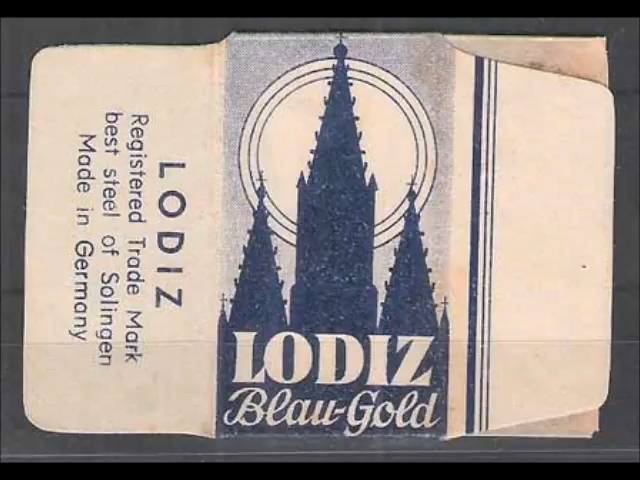 LODIZ
Registered Trade Mark
best steel of Solingen
Made in Germany
LODIZ
Blau-Gold